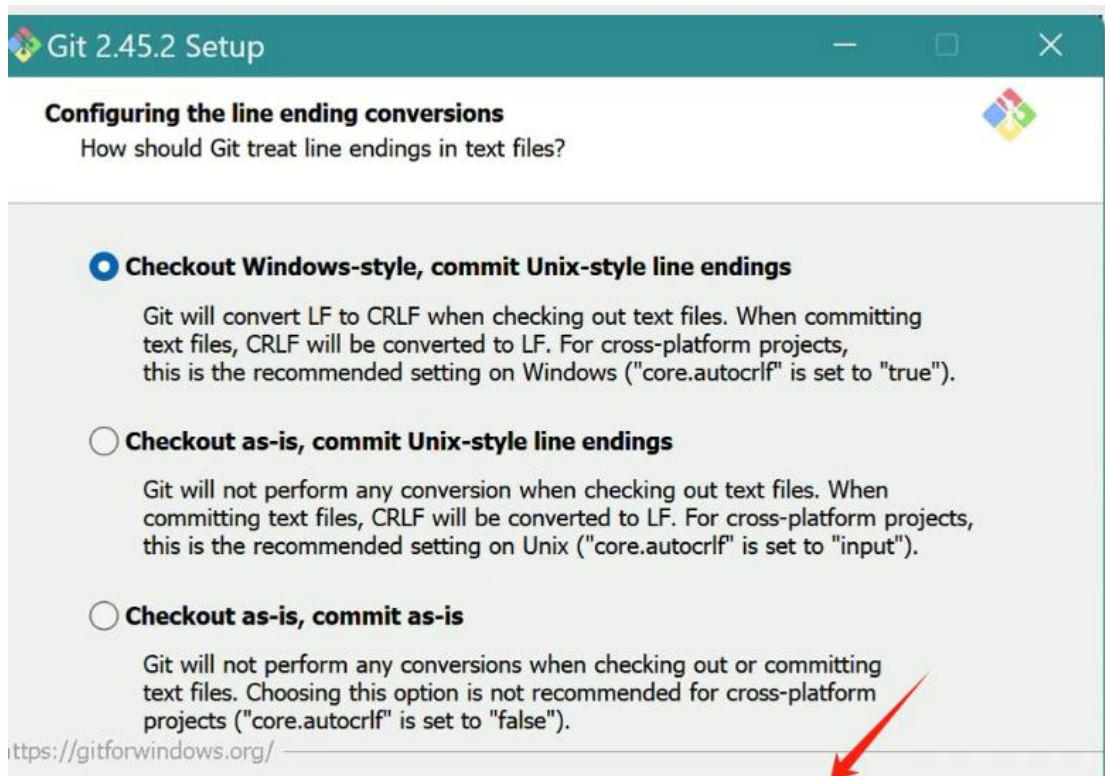 Git 2.45.2 Setup
Configuring the line ending conversions
How should Git treat line endings in text files?
Checkout Windows-style, commit Unix-style line endings
Git will convert LF to CRLF when checking out text files. When committing
text files, CRLF will be converted to LF. For cross-platform projects,
this is the recommended setting on Windows ("core.autocrlf" is set to "true").
Checkout as-is, commit Unix-style line endings
Git will not perform any conversion when checking out text files. When
committing text files, CRLF will be converted to LF. For cross-platform projects,
this is the recommended setting on Unix ("core.autocrlf" is set to "input").
Checkout as-is, commit as-is
Git will not perform any conversions when checking out or committing
text files. Choosing this option is not recommended for cross-platform
projects ("core.autocrlf" is set to "false").
ttps://gitforwindows.org/